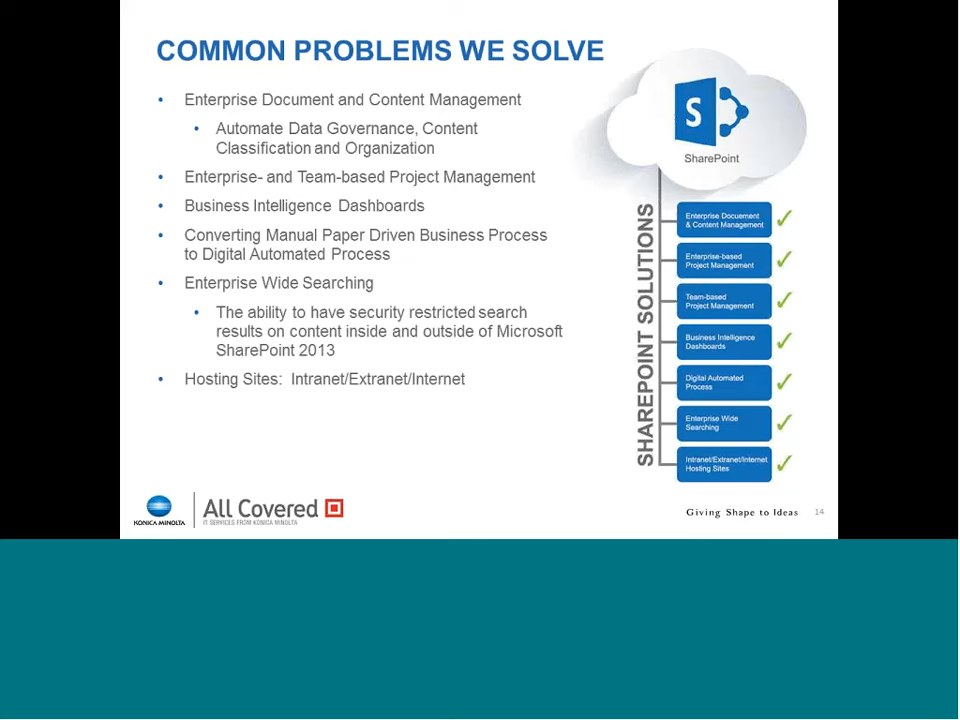 COMMON PROBLEMS WE SOLVE
• Enterprise Document and Content Management
• Automate Data Governance, Content
Classification and Organization
• Enterprise- and Team-based Project Management
• Business Intelligence Dashboards
• Converting Manual Paper Driven Business Process
to Digital Automated Process
• Enterprise Wide Searching
• The ability to have security restricted search
results on content inside and outside of Microsoft
SharePoint 2013
• Hosting Sites: Intranet/Extranet/Internet
S
SharePoint
SHAREPOINT SOLUTIONS
Enterprise Docuement
& Content Management
Enterprise-based
Project Management
Team-based
Project Management
Business Intelligence
Dashboards
Digital Automated
Process
Enterprise Wide
Searching
Intranet/Extranet/Internet
Hosting Sites
KONICA MINOLTA
All Covered
IT SERVICES FROM KONICA MINOLTA
Giving Shape to Ideas
14